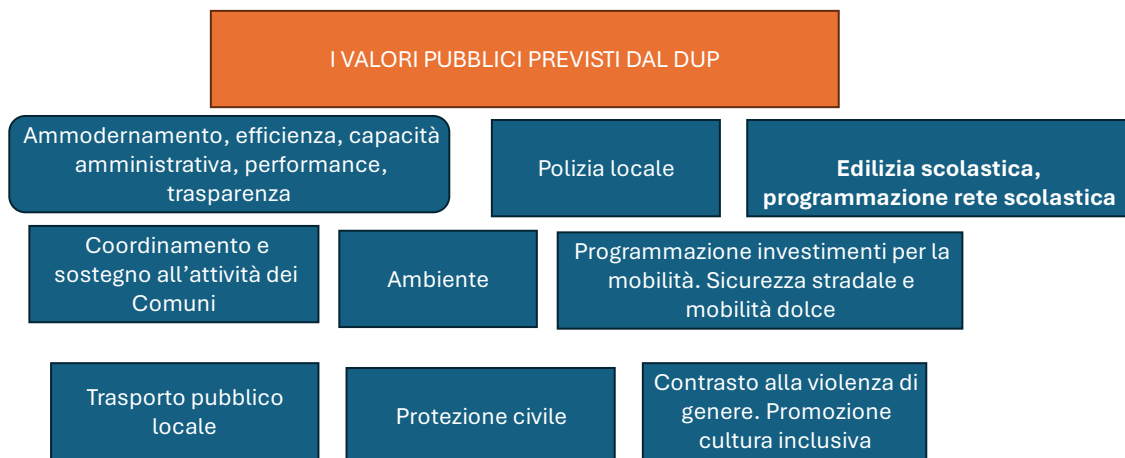 I VALORI PUBBLICI PREVISTI DAL DUP
Ammodernamento, efficienza, capacità
amministrativa, performance,
trasparenza
Polizia locale
Edilizia scolastica,
programmazione rete scolastica
Coordinamento e
sostegno all’attività dei
Comuni
Ambiente
Programmazione investimenti per la
mobilità. Sicurezza stradale e
mobilità dolce
Trasporto pubblico
locale
Protezione civile
Contrasto alla violenza di
genere. Promozione
cultura inclusiva